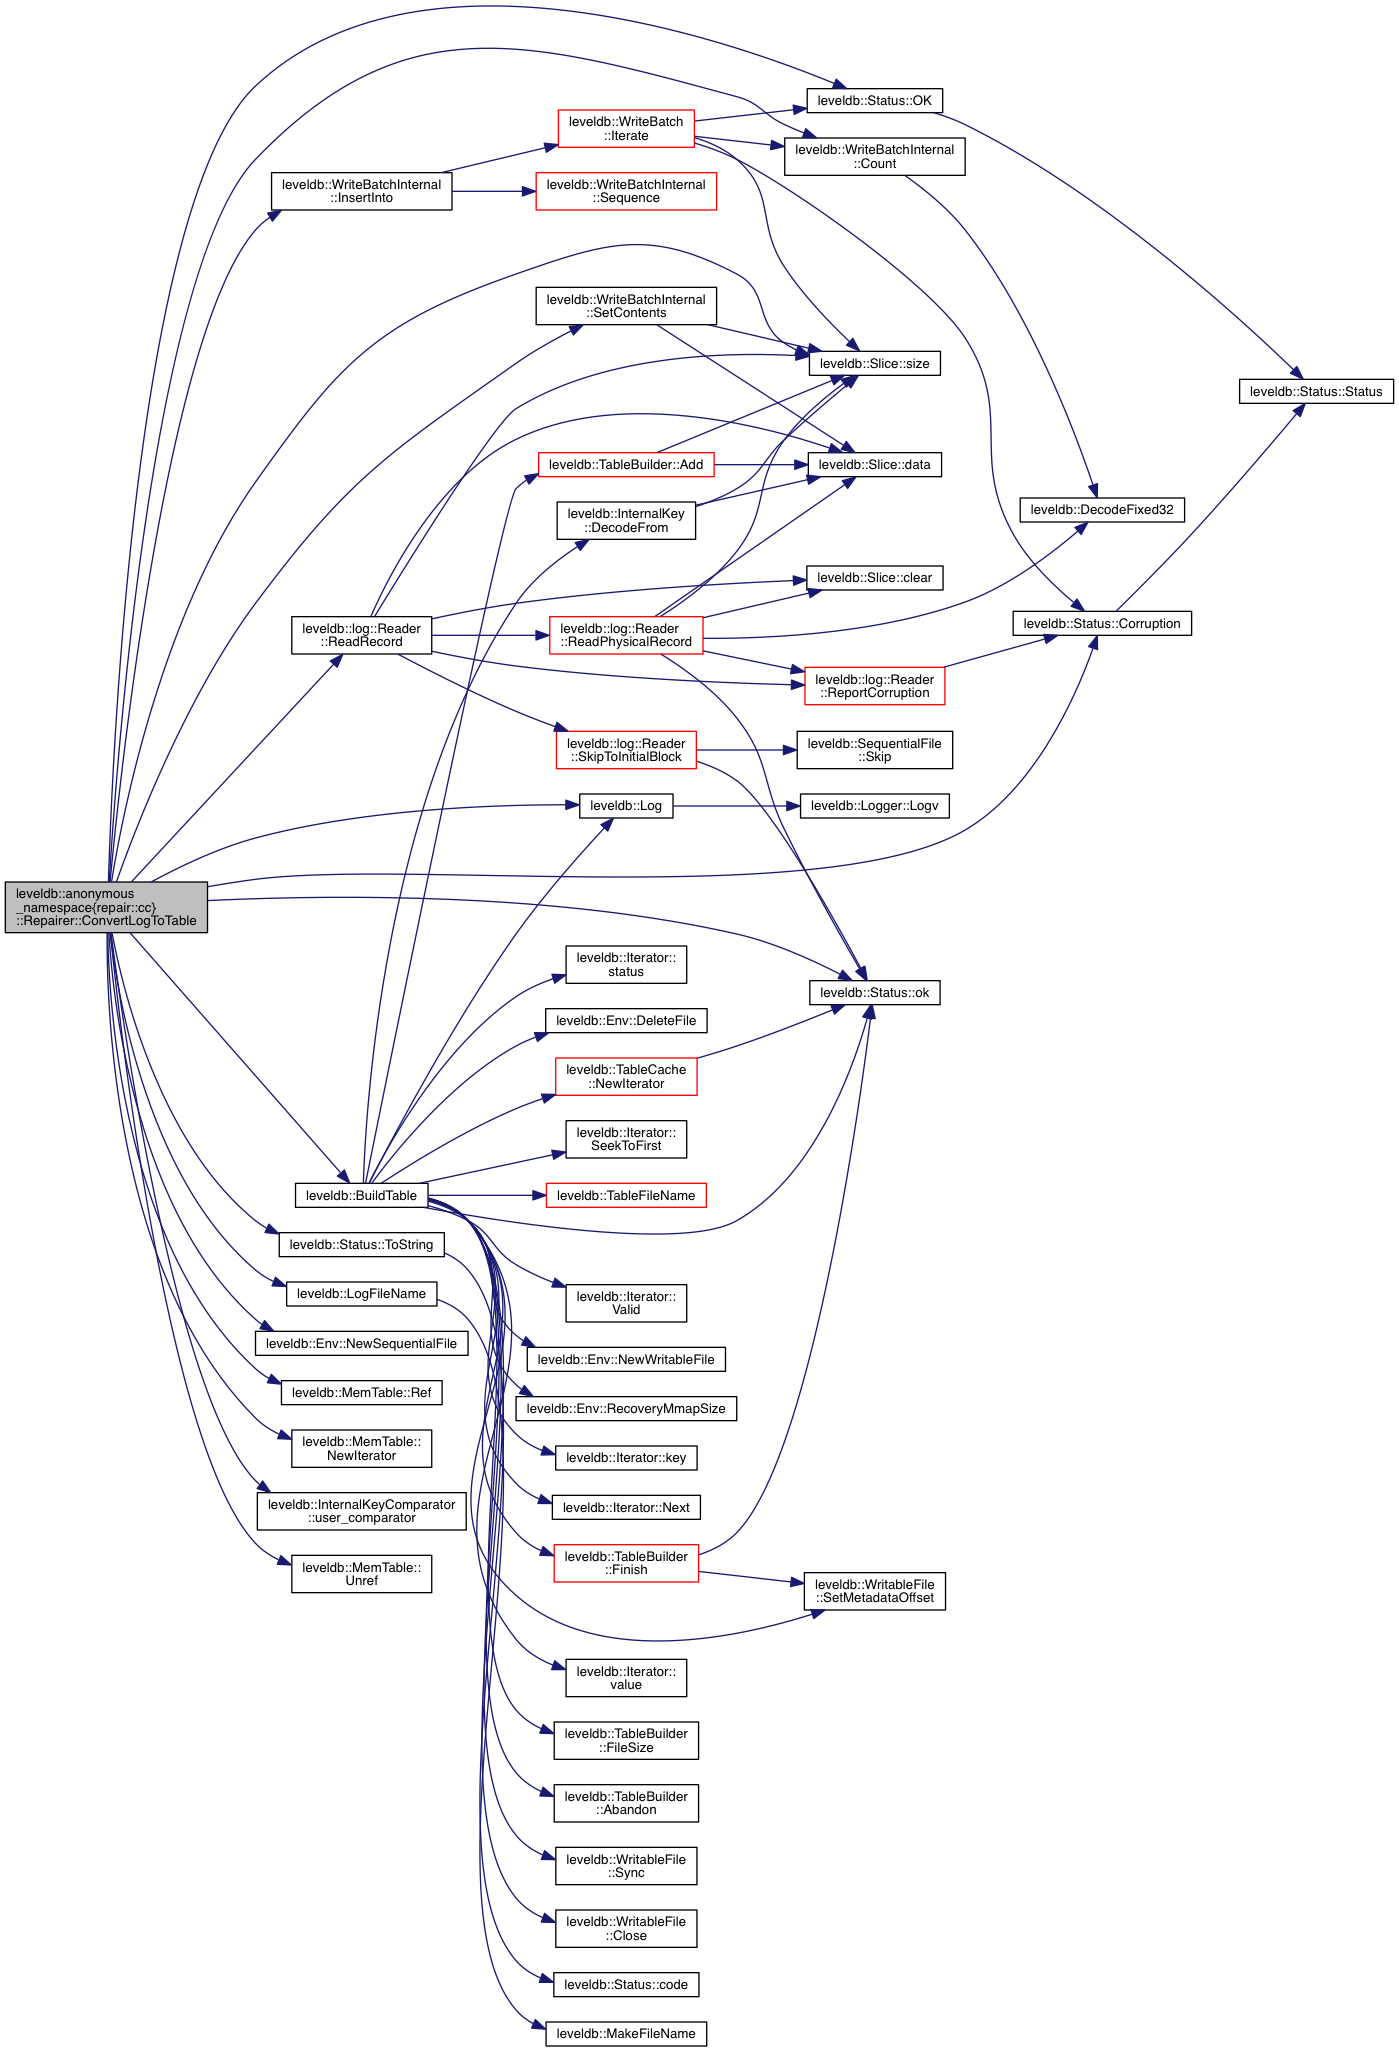 leveldb::Status::OK
leveldb::WriteBatch
::Iterate
leveldb::WriteBatchInternal
::Count
leveldb::WriteBatchInternal
::InsertInto
leveldb::WriteBatchInternal
::Sequence
leveldb::WriteBatchInternal
::SetContents
leveldb::Slice::size
leveldb::Status::Status
leveldb::TableBuilder::Add
leveldb::Slice::data
leveldb::InternalKey
::DecodeFrom
leveldb::DecodeFixed32
leveldb::Slice::clear
leveldb::log::Reader
::ReadRecord
leveldb::log::Reader
::ReadPhysicalRecord
leveldb::Status::Corruption
leveldb::log::Reader
::ReportCorruption
leveldb::log::Reader
::SkipToInitialBlock
leveldb::SequentialFile
::Skip
leveldb::Log
leveldb::Logger::Logv
leveldb::anonymous
_namespace{repair::cc}
::Repairer::ConvertLogToTable
leveldb::Iterator::
status
leveldb::Status::ok
leveldb::Env::DeleteFile
leveldb::TableCache
::NewIterator
leveldb::Iterator::
SeekToFirst
leveldb::BuildTable
leveldb::TableFileName
leveldb::Status::ToString
leveldb::LogFileName
leveldb::Iterator::
Valid
leveldb::Env::NewSequentialFile
leveldb::Env::NewWritableFile
leveldb::MemTable::Ref
leveldb::Env::RecoveryMmapSize
leveldb::MemTable::
NewIterator
leveldb::Iterator::key
leveldb::InternalKeyComparator
::user_comparator
leveldb::Iterator::Next
leveldb::MemTable::
Unref
leveldb::TableBuilder
::Finish
leveldb::WritableFile
::SetMetadataOffset
leveldb::Iterator::
value
leveldb::TableBuilder
::FileSize
leveldb::TableBuilder
::Abandon
leveldb::WritableFile
::Sync
leveldb::WritableFile
::Close
leveldb::Status::code
leveldb::MakeFileName